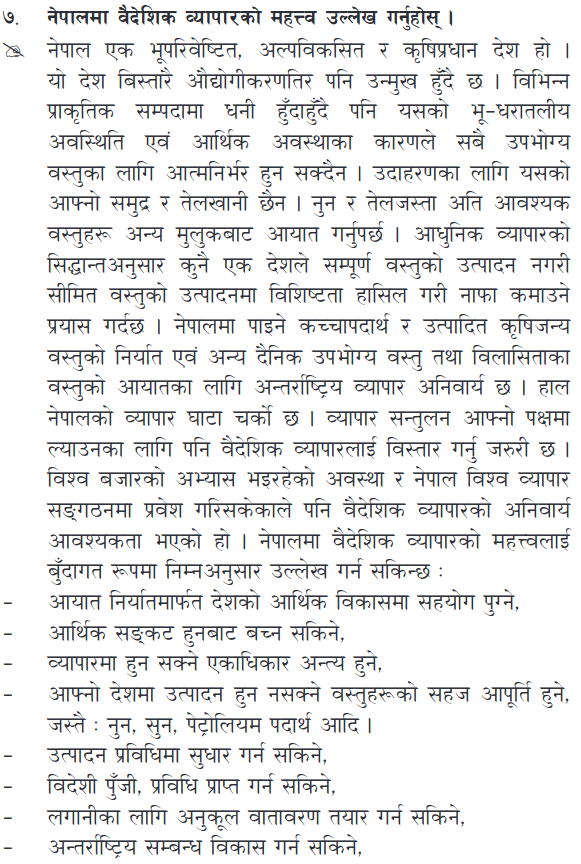 ७. नेपालमा वैदेशिक व्यापारको महत्त्व उल्लेख गर्नुहोस् ।
नेपाल एक भूपरिवेष्टित, अल्पविकसित र कृषिप्रधान देश हो ।
यो देश बिस्तारै औद्योगीकरणतिर पनि उन्मुख हुँदै छ । विभिन्न
प्राकृतिक सम्पदामा धनी हुँदाहुँदै पनि यसको भू-धरातलीय
अवस्थिति एवं आर्थिक अवस्थाका कारणले सबै उपभोग्य
वस्तुका लागि आत्मनिर्भर हुन सक्दैन । उदाहरणका लागि यसको
आफ्नो समुद्र र तेलखानी छैन । नुन र तेलजस्ता अति आवश्यक
वस्तुहरू अन्य मुलुकबाट आयात गर्नुपर्छ । आधुनिक व्यापारको
सिद्धान्तअनुसार कुनै एक देशले सम्पूर्ण वस्तुको उत्पादन नगरी
सीमित वस्तुको उत्पादनमा विशिष्टता हासिल गरी नाफा कमाउने
प्रयास गर्दछ । नेपालमा पाइने कच्चापदार्थ र उत्पादित कृषिजन्य
वस्तुको निर्यात एवं अन्य दैनिक उपभोग्य वस्तु तथा विलासिताका
वस्तुको आयातका लागि अन्तर्राष्ट्रिय व्यापार अनिवार्य छ । हाल
नेपालको व्यापार घाटा चर्को छ । व्यापार सन्तुलन आफ्नो पक्षमा
ल्याउनका लागि पनि वैदेशिक व्यापारलाई विस्तार गर्नु जरुरी छ ।
विश्व बजारको अभ्यास भइरहेको अवस्था र नेपाल विश्व व्यापार
सङ्गठनमा प्रवेश गरिसकेकाले पनि वैदेशिक व्यापारको अनिवार्य
आवश्यकता भएको हो । नेपालमा वैदेशिक व्यापारको महत्त्वलाई
बुँदागत रूपमा निम्नअनुसार उल्लेख गर्न सकिन्छ :
- आयात निर्यातमार्फत देशको आर्थिक विकासमा सहयोग पुग्ने,
- आर्थिक सङ्कट हुनबाट बच्न सकिने,
- व्यापारमा हुन सक्ने एकाधिकार अन्त्य हुने,
- आफ्नो देशमा उत्पादन हुन नसक्ने वस्तुहरूको सहज आपूर्ति हुने,
जस्तै : नुन, सुन, पेट्रोलियम पदार्थ आदि ।
- उत्पादन प्रविधिमा सुधार गर्न सकिने,
- विदेशी पुँजी, प्रविधि प्राप्त गर्न सकिने,
- लगानीका लागि अनुकूल वातावरण तयार गर्न सकिने,
- अन्तर्राष्ट्रिय सम्बन्ध विकास गर्न सकिने,